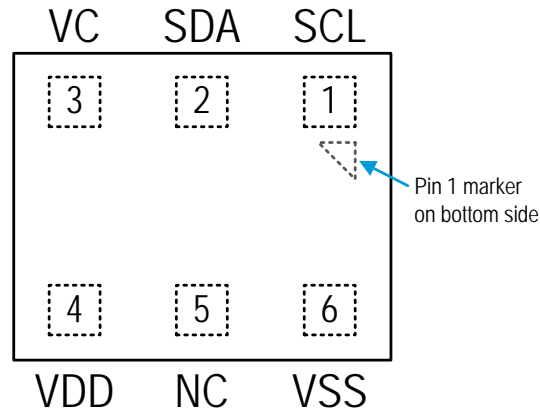 VC SDA SCL
3 2 1
Pin 1 marker
on bottom side
4 5 6
VDD NC VSS